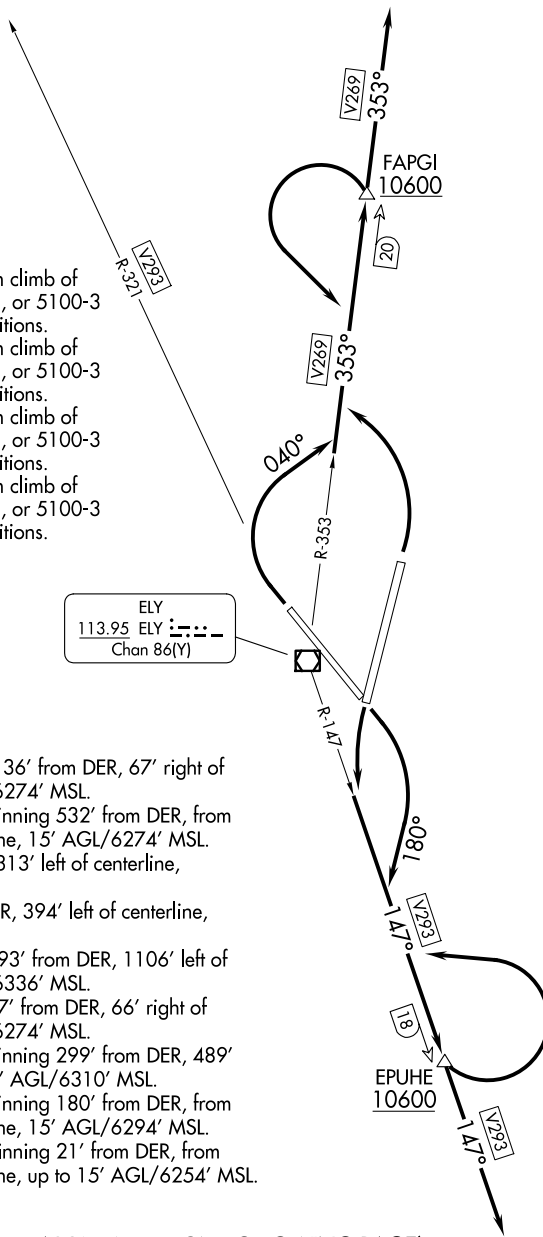 V269
353°
FAPGI
10600
20
V293
R-321
n climb of
, or 5100-3
itions.
n climb of
, or 5100-3
itions.
n climb of
, or 5100-3
itions.
n climb of
, or 5100-3
itions.
V269
353°
040°
R-353
ELY
113.95 ELY
Chan 86(Y)
R-147
136' from DER, 67' right of
6274' MSL.
nning 532' from DER, from
ne, 15' AGL/6274' MSL.
313' left of centerline,
R, 394' left of centerline,
93' from DER, 1106' left of
6336' MSL.
7' from DER, 66' right of
6274' MSL.
nning 299' from DER, 489'
' AGL/6310' MSL.
nning 180' from DER, from
ne, 15' AGL/6294' MSL.
inning 21' from DER, from
ne, up to 15' AGL/6254' MSL.
180°
147°
V293
18
EPUHE
10600
147°
V293